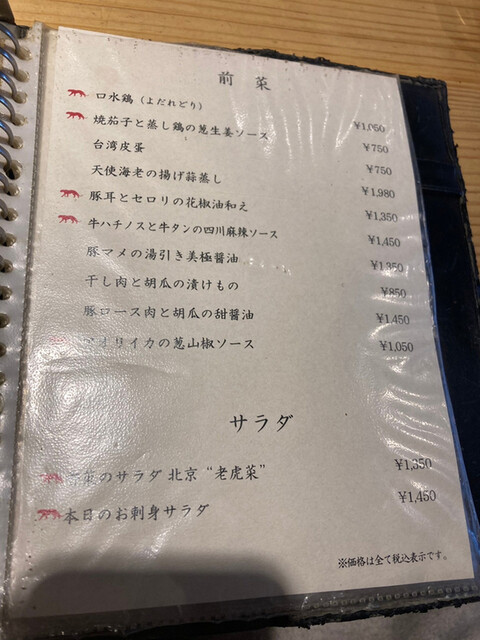 前菜
口水鶏（よだれどり） ¥1,050
焼茄子と蒸し鶏の葱生姜ソース ¥750
台湾皮蛋 ¥750
天使海老の揚げ蒜蒸し ¥1,980
豚耳とセロリの花椒油和え ¥1,350
牛ハチノスと牛タンの四川麻辣ソース ¥1,450
豚マメの湯引き美極醬油 ¥1,350
干し肉と胡瓜の漬けもの ¥850
豚ロース肉と胡瓜の甜醬油 ¥1,450
アオリイカの葱山椒ソース ¥1,050
サラダ
菜のサラダ 北京 “老虎菜” ¥1,350
本日のお刺身サラダ ¥1,450
※価格は全て税込表示です。